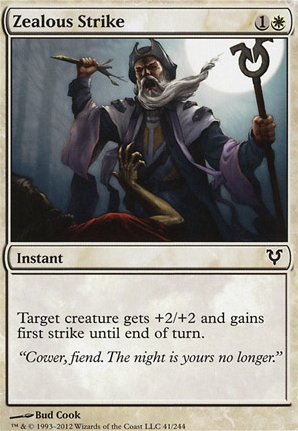 Zealous Strike 1
Instant
Target creature gets +2/+2 and gains
first strike until end of turn.
“Cower, fiend. The night is yours no longer.”
Bud Cook
™ & © 1993–2012 Wizards of the Coast LLC 41/244